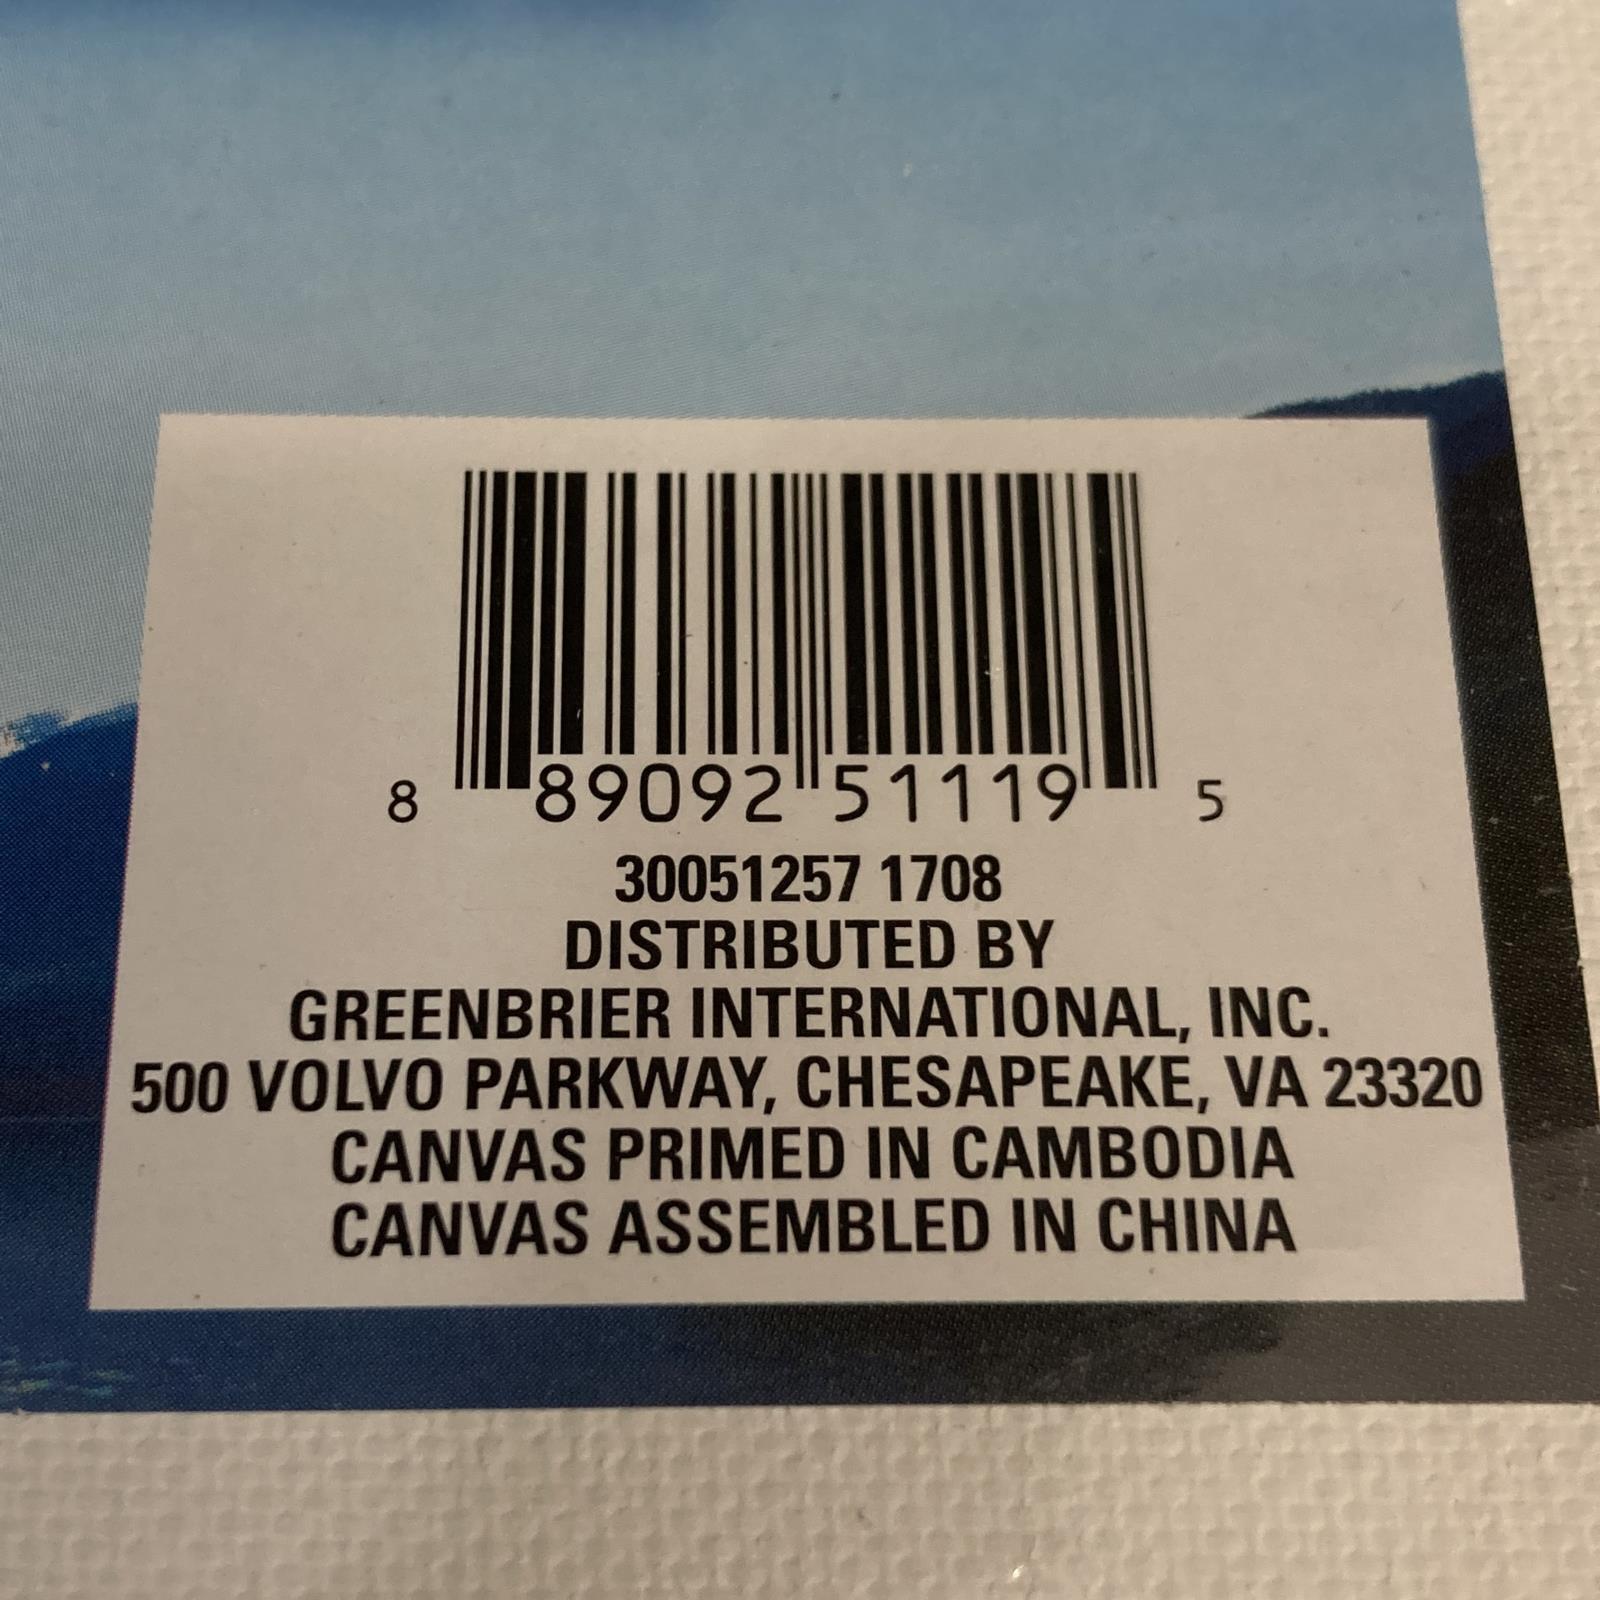 8 89092 51119 5
30051257 1708
DISTRIBUTED BY
GREENBRIER INTERNATIONAL, INC.
500 VOLVO PARKWAY, CHESAPEAKE, VA 23320
CANVAS PRIMED IN CAMBODIA
CANVAS ASSEMBLED IN CHINA